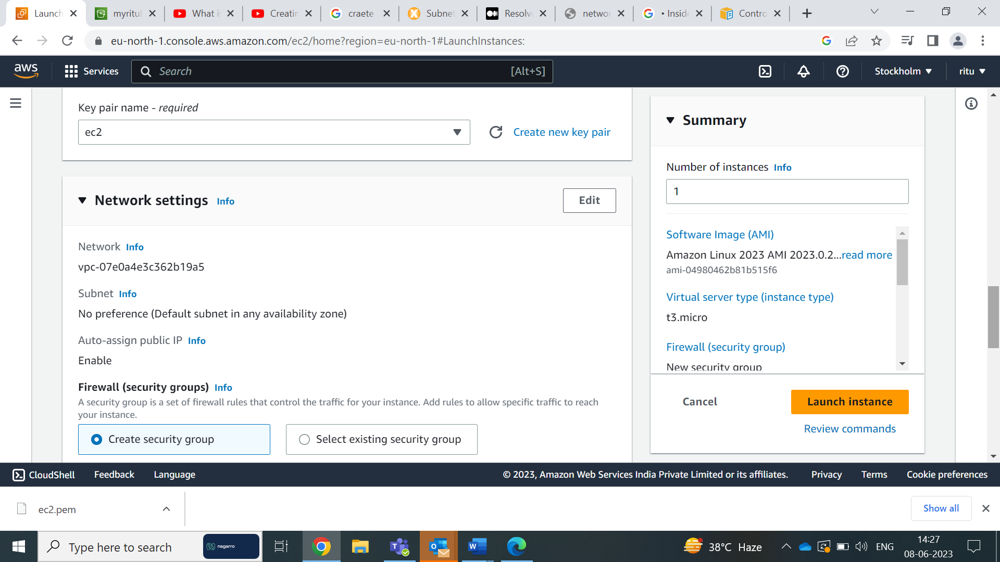 Launch
myritul
What i
Creatin
craete
Subnet
Resolv
networ
• Insid
Contro
eu-north-1.console.aws.amazon.com/ec2/home?region=eu-north-1#LaunchInstances:
aws
Services
Search
[Alt+S]
Stockholm
ritu
Key pair name - required
ec2
Create new key pair
Network settings Info
Edit
Network Info
vpc-07e0a4e3c362b19a5
Subnet Info
No preference (Default subnet in any availability zone)
Auto-assign public IP Info
Enable
Firewall (security groups) Info
A security group is a set of firewall rules that control the traffic for your instance. Add rules to allow specific traffic to reach
your instance.
Create security group
Select existing security group
Summary
Number of instances Info
1
Software Image (AMI)
Amazon Linux 2023 AMI 2023.0.2...read more
ami-04980462b81b515f6
Virtual server type (instance type)
t3.micro
Firewall (security group)
New security group
Cancel
Launch instance
Review commands
CloudShell
Feedback
Language
© 2023, Amazon Web Services India Private Limited or its affiliates.
Privacy
Terms
Cookie preferences
ec2.pem
Show all
Type here to search
nagarro
38°C Haze
ENG
14:27
08-06-2023